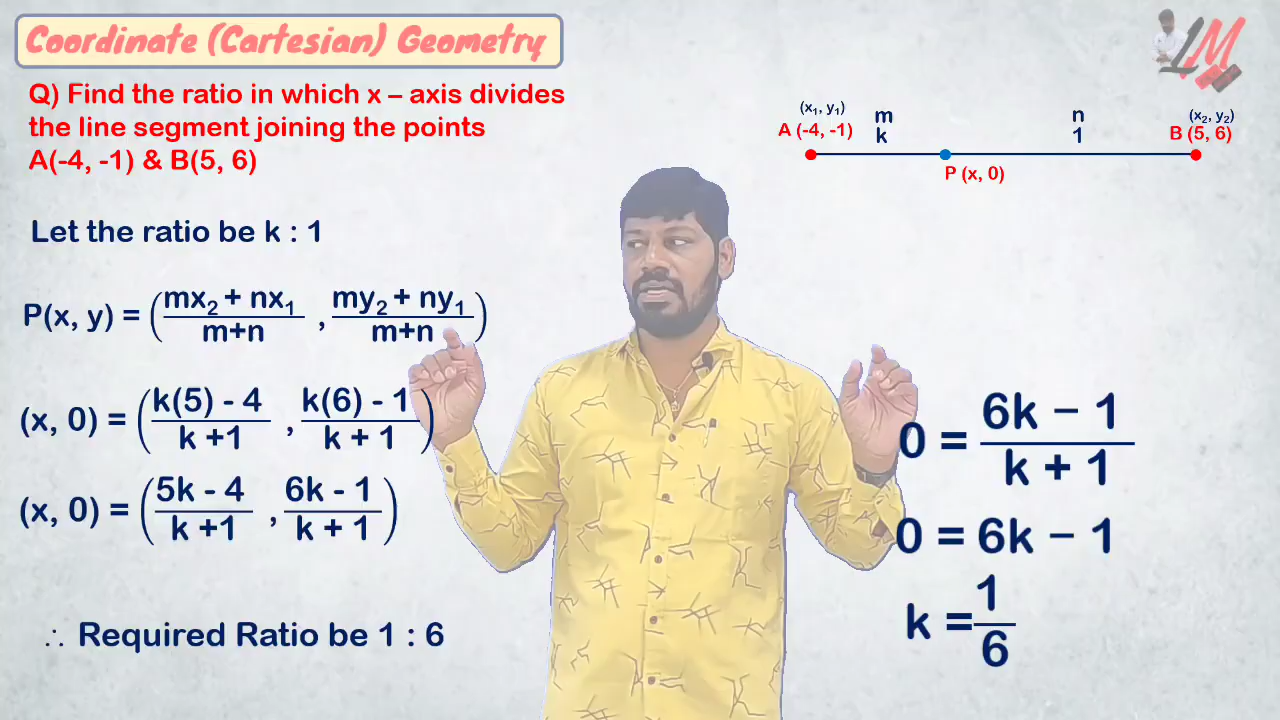 Coordinate (Cartesian) Geometry
LM
Q) Find the ratio in which x – axis divides
the line segment joining the points
A(-4, -1) & B(5, 6)
(x₁, y₁) m n (x₂, y₂)
A (-4, -1) k 1 B (5, 6)
P (x, 0)
Let the ratio be k : 1
P(x, y) = (mx₂ + nx₁ / m+n , my₂ + ny₁ / m+n)
(x, 0) = (k(5) - 4 / k +1 , k(6) - 1 / k + 1)
(x, 0) = (5k - 4 / k +1 , 6k - 1 / k + 1)
∴ Required Ratio be 1 : 6
0 = 6k – 1 / k + 1
0 = 6k – 1
k = 1 / 6